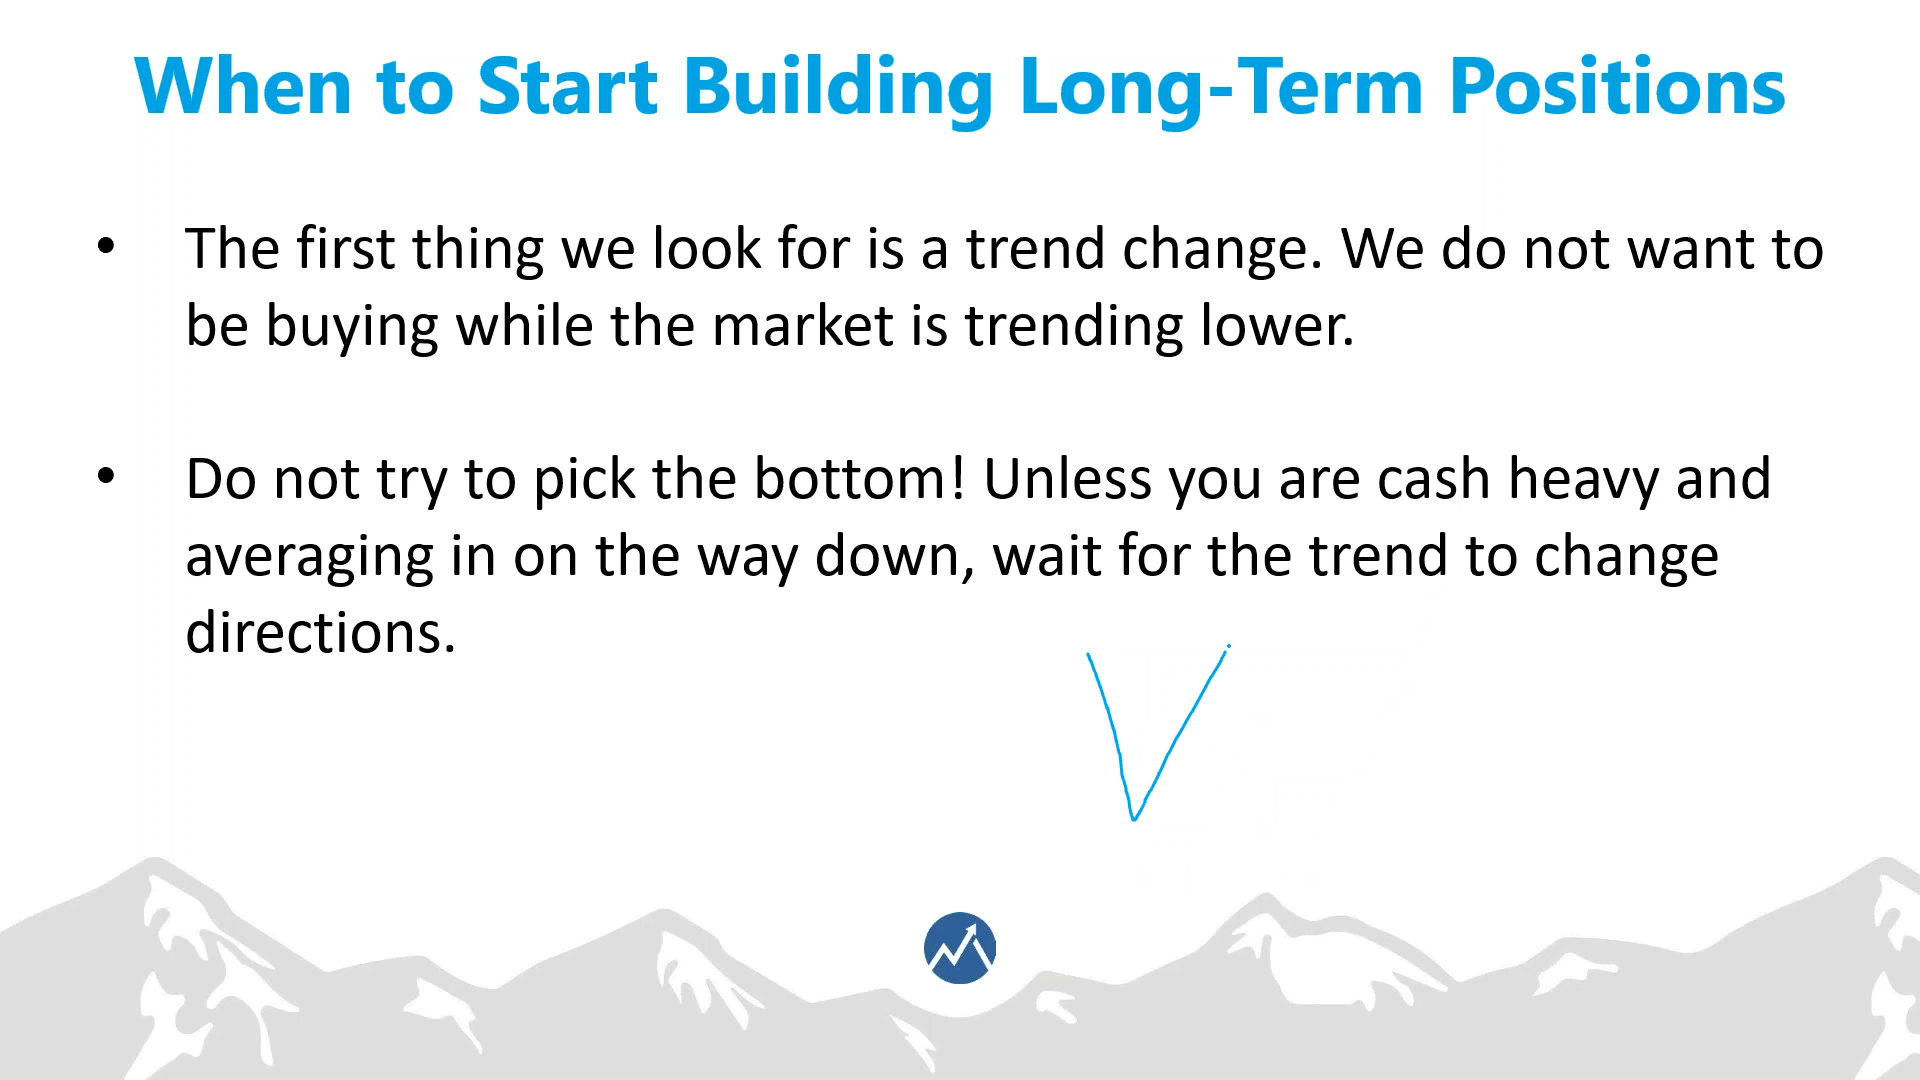 When to Start Building Long-Term Positions
• The first thing we look for is a trend change. We do not want to
be buying while the market is trending lower.
• Do not try to pick the bottom! Unless you are cash heavy and
averaging in on the way down, wait for the trend to change
directions.